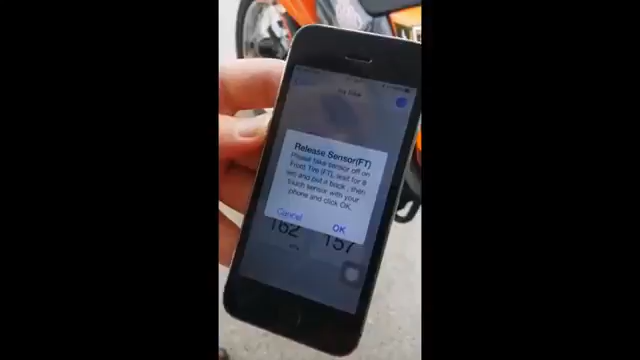 Release Sensor(FT)
Please take sensor off on
Front Tire (FT), wait for 8
sec and put a back , then
touch sensor with your
phone and click OK.
Cancel
OK
162
157